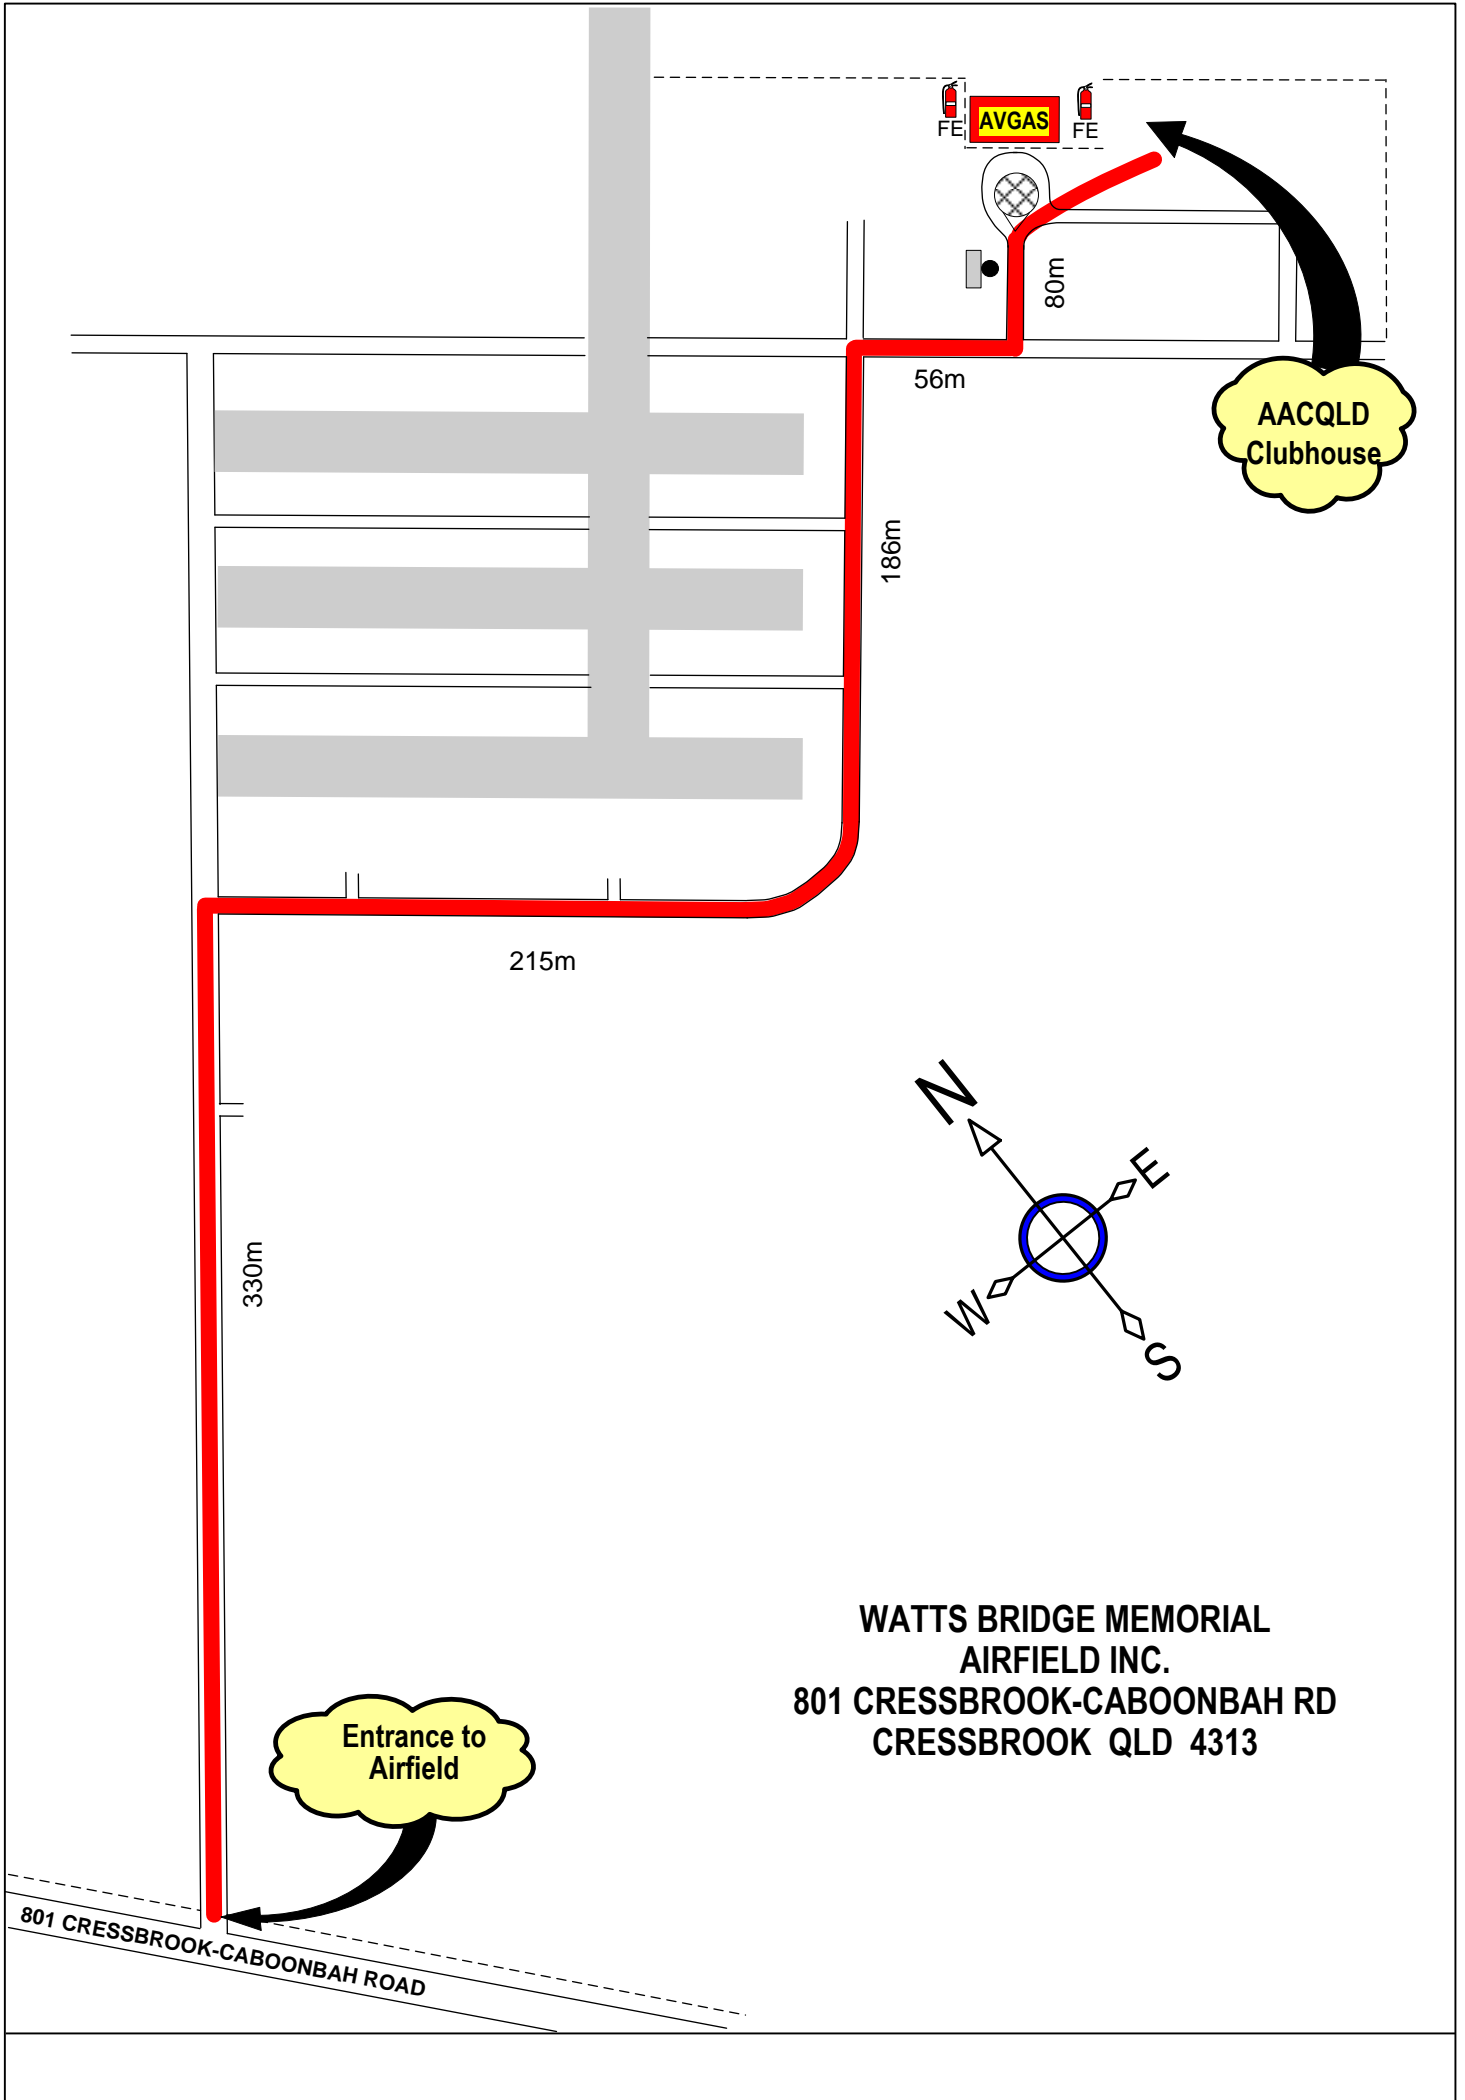 FE
AVGAS
FE
80m
56m
AACQLD
Clubhouse
186m
215m
N
E
W
S
330m
WATTS BRIDGE MEMORIAL
AIRFIELD INC.
801 CRESSBROOK-CABOONBAH RD
CRESSBROOK QLD 4313
Entrance to
Airfield
801 CRESSBROOK-CABOONBAH ROAD